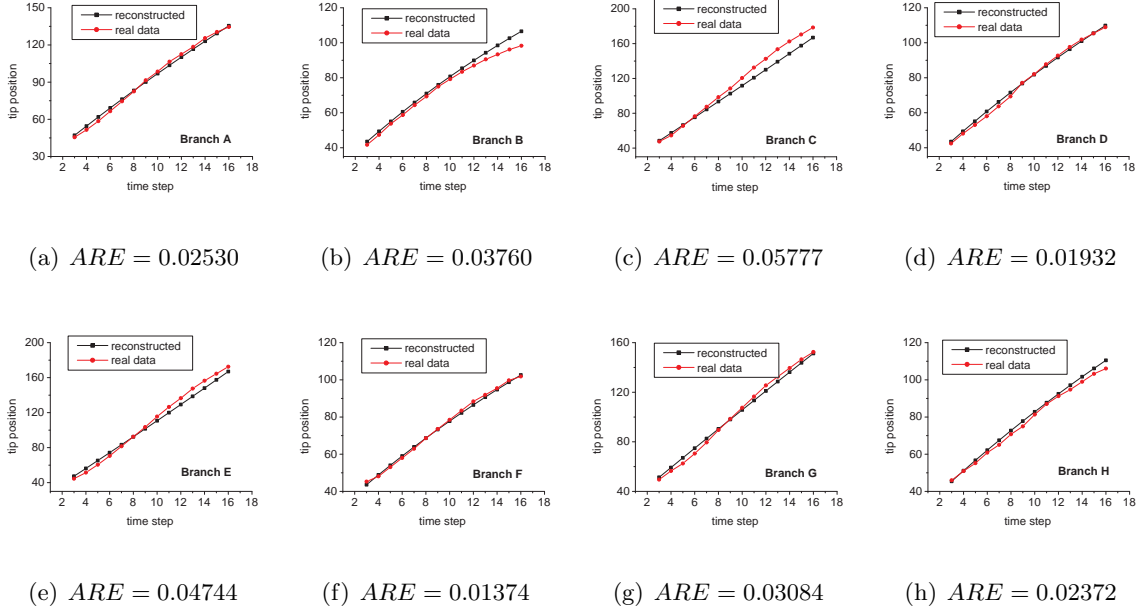 reconstructed
real data
tip position
150
120
90
60
30
2 4 6 8 10 12 14 16 18
time step
Branch A
(a) ARE = 0.02530
reconstructed
real data
tip position
120
100
80
60
40
2 4 6 8 10 12 14 16 18
time step
Branch B
(b) ARE = 0.03760
reconstructed
real data
tip position
200
160
120
80
40
2 4 6 8 10 12 14 16 18
time step
Branch C
(c) ARE = 0.05777
reconstructed
real data
tip position
120
100
80
60
40
2 4 6 8 10 12 14 16 18
time step
Branch D
(d) ARE = 0.01932
reconstructed
real data
tip position
200
160
120
80
40
2 4 6 8 10 12 14 16 18
time step
Branch E
(e) ARE = 0.04744
reconstructed
real data
tip position
120
100
80
60
40
2 4 6 8 10 12 14 16 18
time step
Branch F
(f) ARE = 0.01374
reconstructed
real data
tip position
160
120
80
40
2 4 6 8 10 12 14 16 18
time step
Branch G
(g) ARE = 0.03084
reconstructed
real data
tip position
120
100
80
60
40
2 4 6 8 10 12 14 16 18
time step
Branch H
(h) ARE = 0.02372